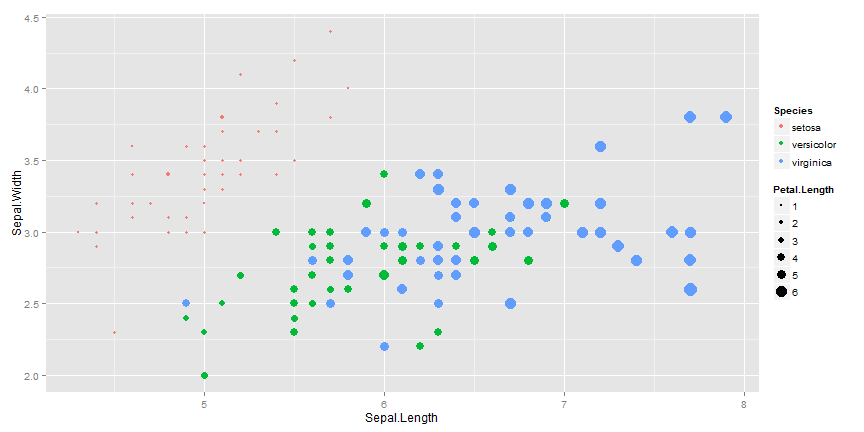 4.5
4.0
3.5
3.0
2.5
2.0
Sepal.Width
5
6
7
8
Sepal.Length
Species
setosa
versicolor
virginica
Petal.Length
1
2
3
4
5
6